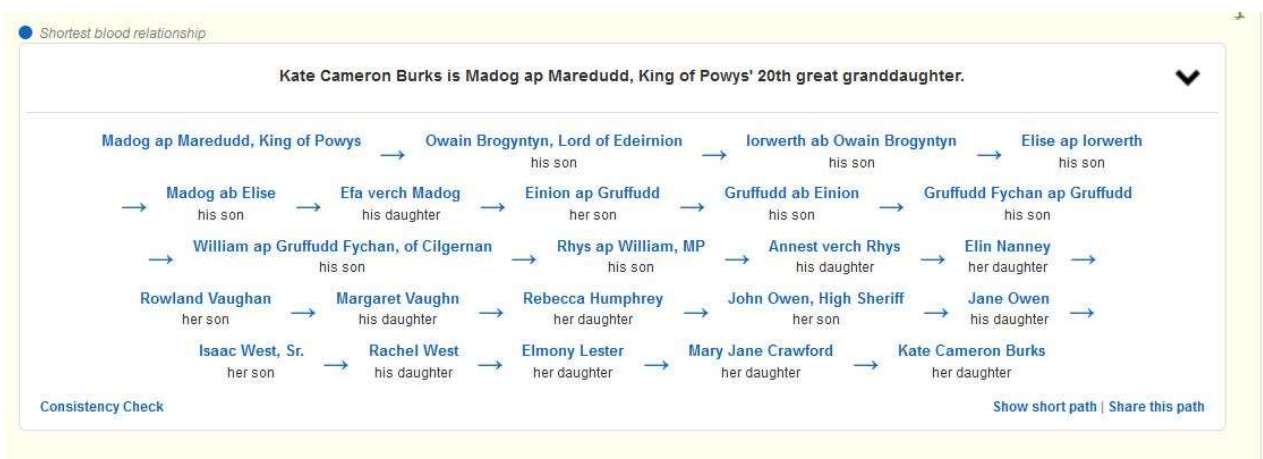 Shortest blood relationship
Kate Cameron Burks is Madog ap Maredudd, King of Powys' 20th great granddaughter.
Madog ap Maredudd, King of Powys → Owain Brogyntyn, Lord of Edeirnion → Iorwerth ab Owain Brogyntyn → Elise ap Iorwerth
his son his son his son
→ Madog ab Elise → Efa verch Madog → Einion ap Gruffudd → Gruffudd ab Einion → Gruffudd Fychan ap Gruffudd
his son his daughter her son his son his son
→ William ap Gruffudd Fychan, of Cilgernan → Rhys ap William, MP → Annest verch Rhys → Elin Nanney →
his son his son his daughter her daughter
Rowland Vaughan → Margaret Vaughn → Rebecca Humphrey → John Owen, High Sheriff → Jane Owen →
her son his daughter her daughter her son his daughter
Isaac West, Sr. → Rachel West → Elmony Lester → Mary Jane Crawford → Kate Cameron Burks
her son his daughter her daughter her daughter her daughter
Consistency Check Show short path | Share this path